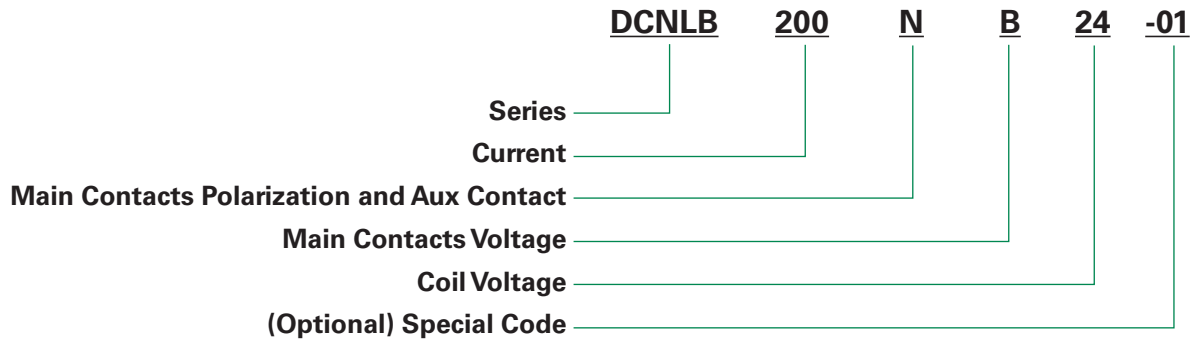 DCNLB 200 N B 24 -01
Series
Current
Main Contacts Polarization and Aux Contact
Main Contacts Voltage
Coil Voltage
(Optional) Special Code